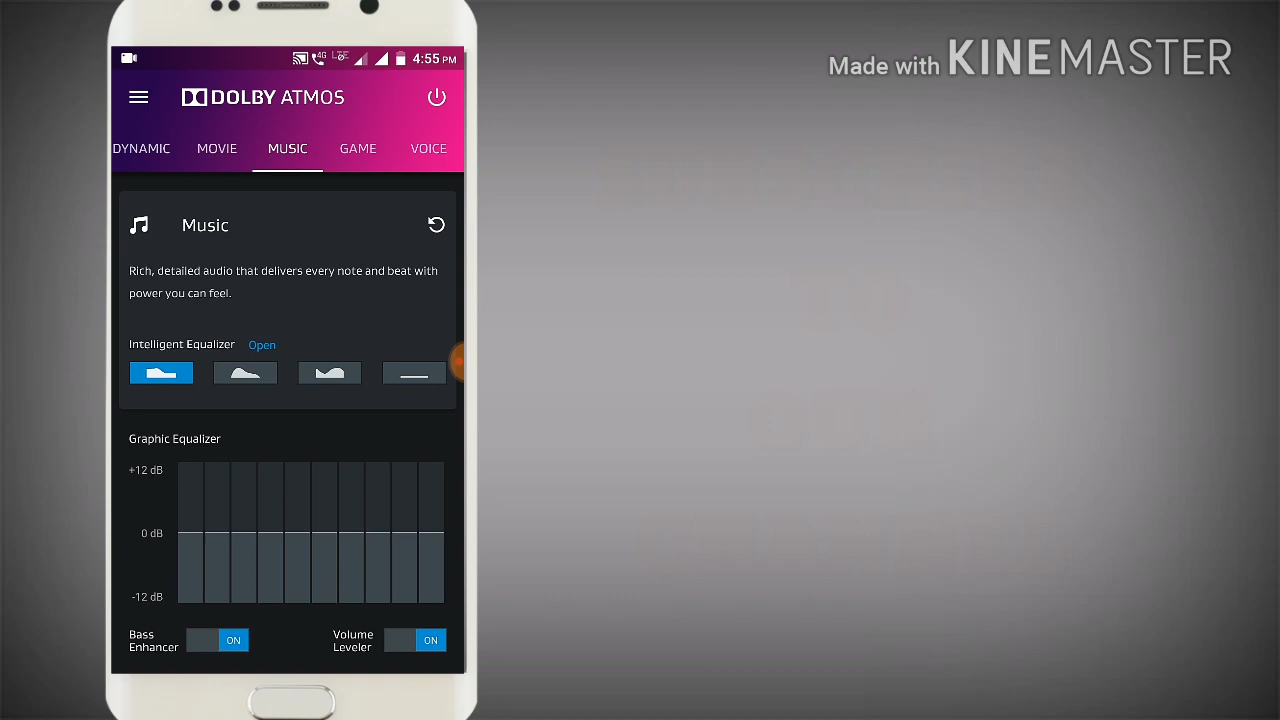 Made with KINEMASTER
4G LTE 4:55 PM
DOLBY ATMOS
DYNAMIC MOVIE MUSIC GAME VOICE
Music
Rich, detailed audio that delivers every note and beat with
power you can feel.
Intelligent Equalizer Open
Graphic Equalizer
+12 dB
0 dB
-12 dB
Bass
Enhancer ON
Volume
Leveler ON